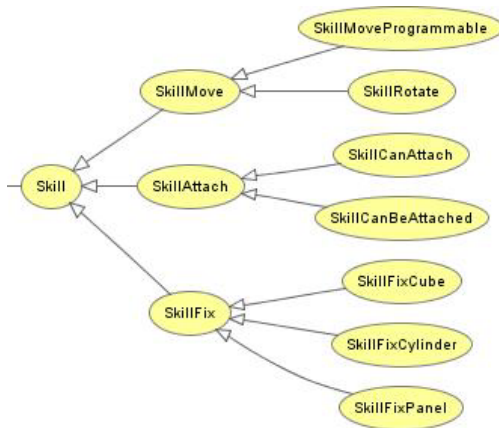 SkillMoveProgrammable
SkillMove
SkillRotate
SkillCanAttach
Skill
SkillAttach
SkillCanBeAttached
SkillFixCube
SkillFix
SkillFixCylinder
SkillFixPanel